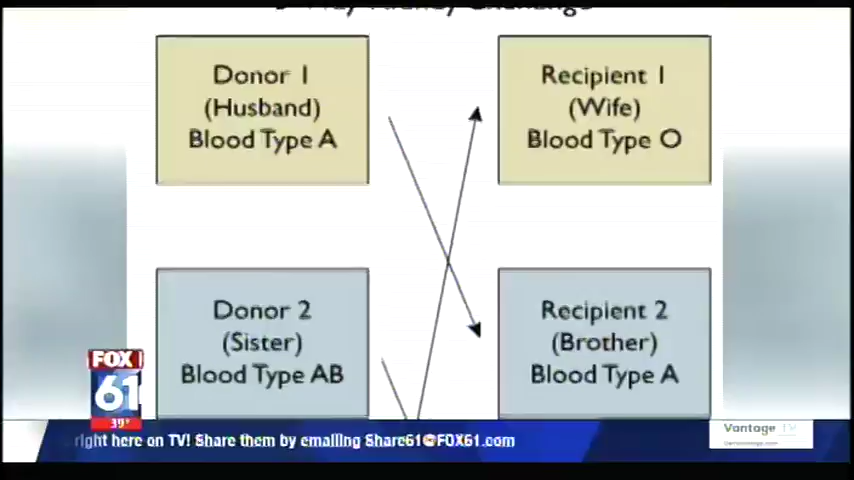 Donor 1
(Husband)
Blood Type A
Recipient 1
(Wife)
Blood Type O
Donor 2
(Sister)
Blood Type AB
Recipient 2
(Brother)
Blood Type A
FOX
61
39°
right here on TV! Share them by emailing Share61@FOX61.com
Vantage